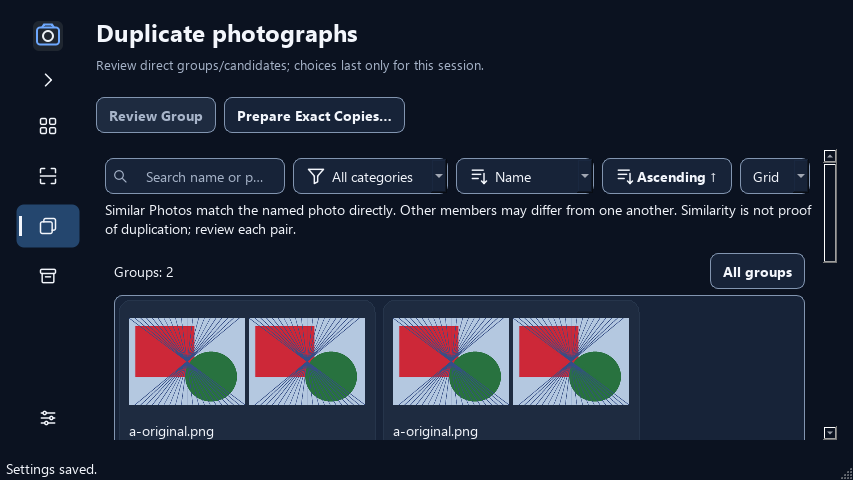 Duplicate photographs
Review direct groups/candidates; choices last only for this session.
Review Group
Prepare Exact Copies...
Search name or p...
All categories
Name
Ascending ↑
Grid
Similar Photos match the named photo directly. Other members may differ from one another. Similarity is not proof
of duplication; review each pair.
Groups: 2
All groups
a-original.png
a-original.png
Settings saved.